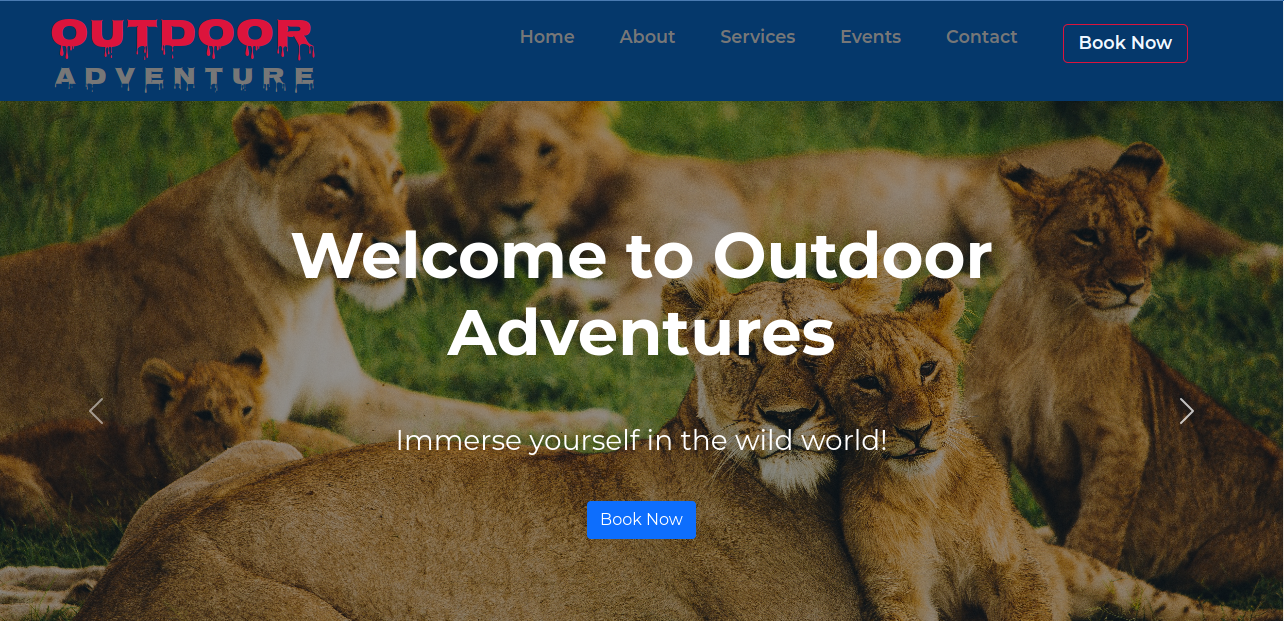 OUTDOOR
ADVENTURE
Home About Services Events Contact Book Now
Welcome to Outdoor
Adventures
Immerse yourself in the wild world!
Book Now